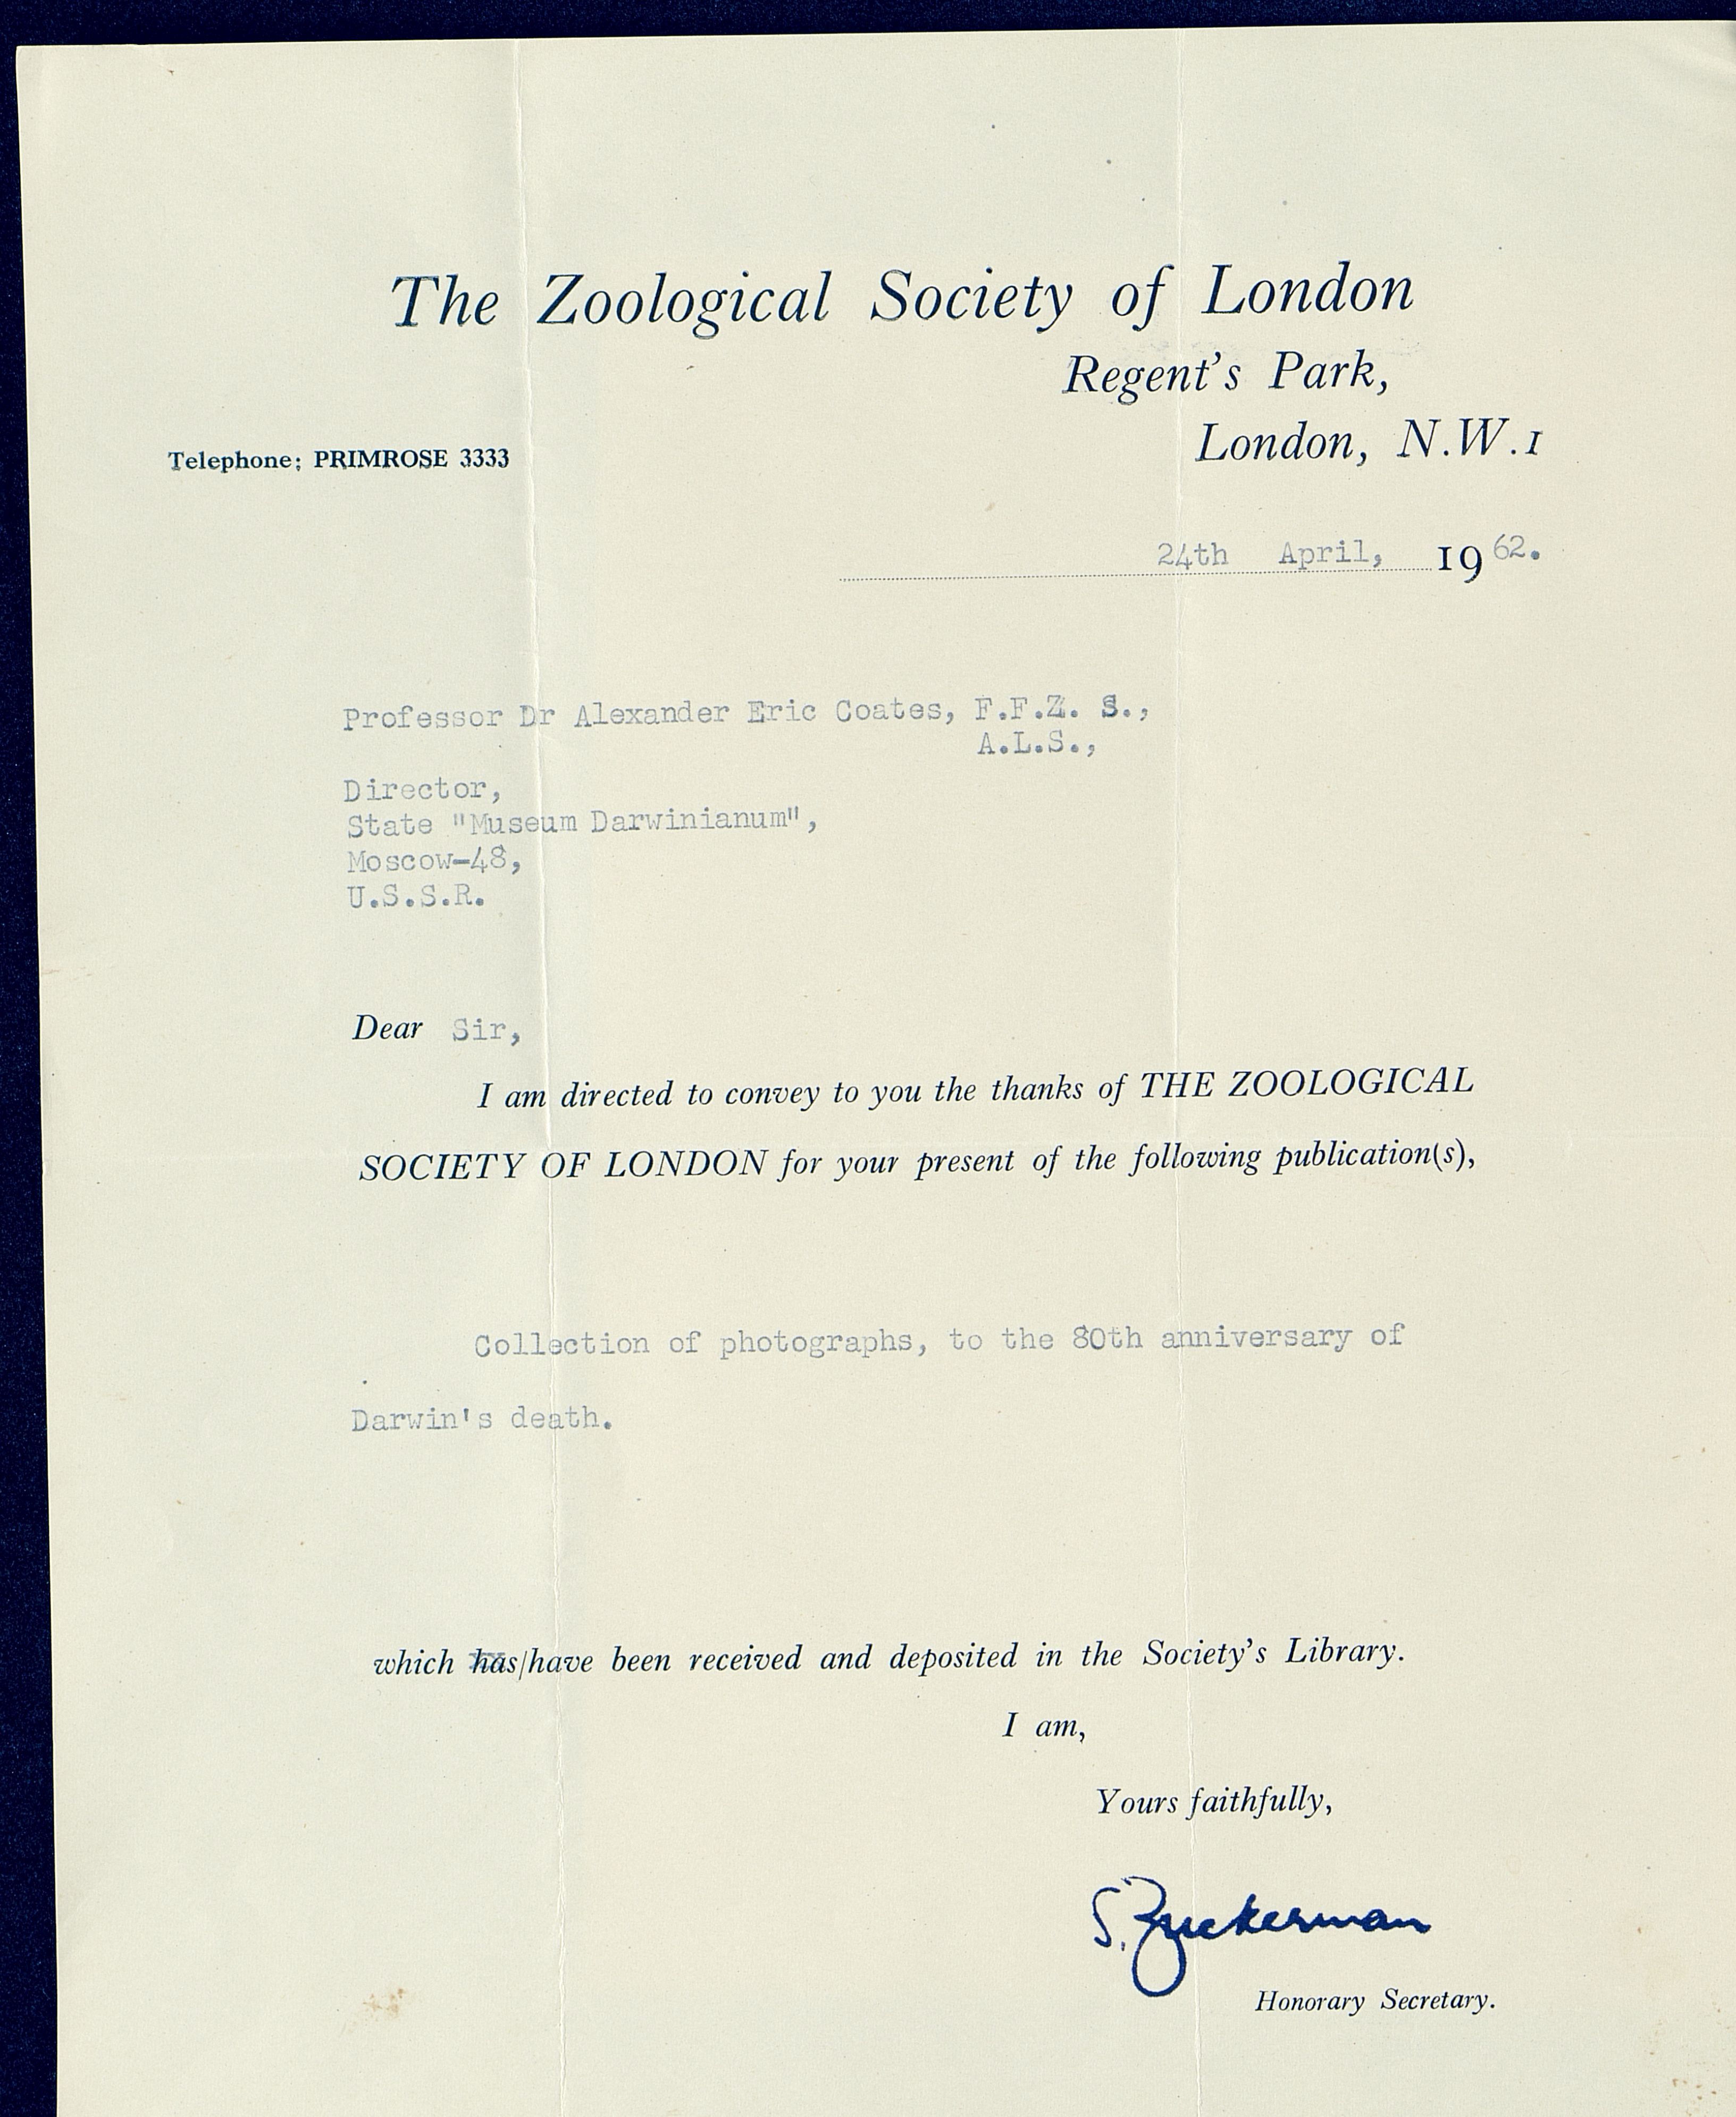 The Zoological Society of London
Regent's Park,
London, N.W.1
Telephone: PRIMROSE 3333
24th April, 1962.
Professor Dr Alexander Eric Coates, F.F.Z. S.,
A.L.S.,
Director,
State "Museum Darwinianum",
Moscow-48,
U.S.S.R.
Dear Sir,
I am directed to convey to you the thanks of THE ZOOLOGICAL
SOCIETY OF LONDON for your present of the following publication(s),
Collection of photographs, to the 80th anniversary of
Darwin's death.
which has/have been received and deposited in the Society's Library.
I am,
Yours faithfully,
S. Zuckerman
Honorary Secretary.